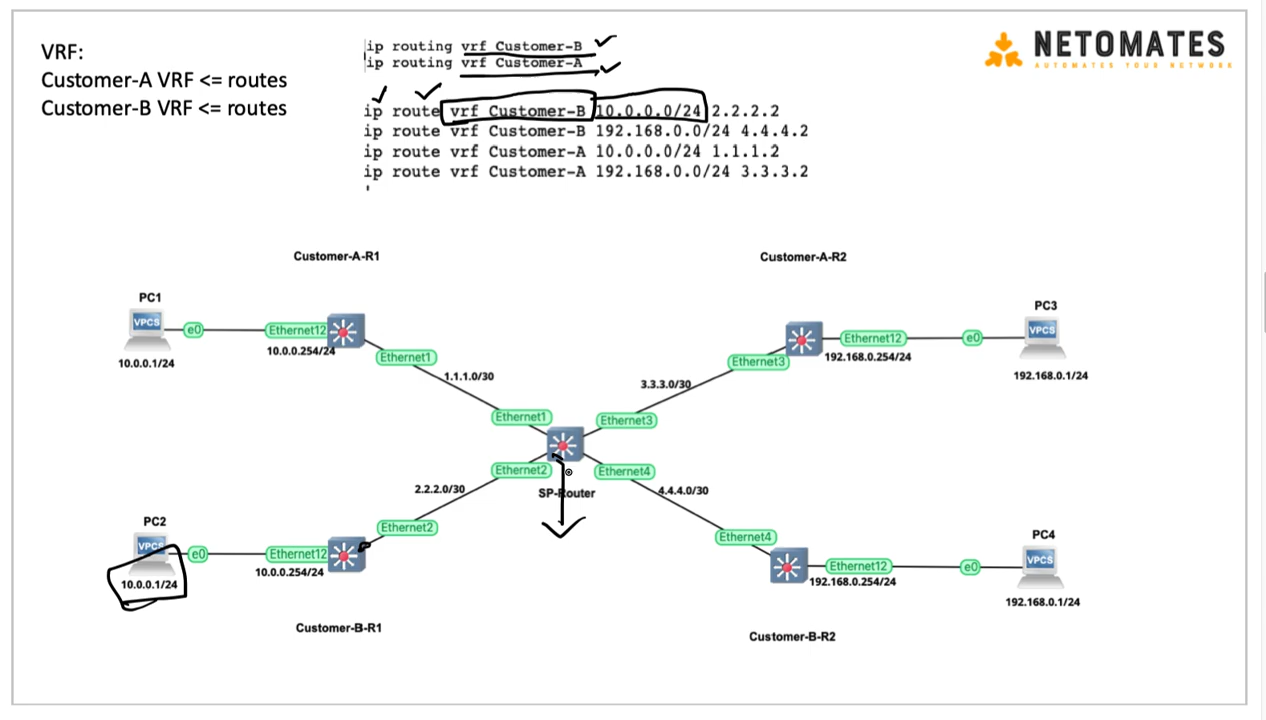 VRF:
Customer-A VRF <= routes
Customer-B VRF <= routes
ip routing vrf Customer-B
ip routing vrf Customer-A
ip route vrf Customer-B 10.0.0.0/24 2.2.2.2
ip route vrf Customer-B 192.168.0.0/24 4.4.4.2
ip route vrf Customer-A 10.0.0.0/24 1.1.1.2
ip route vrf Customer-A 192.168.0.0/24 3.3.3.2
NETOMATES
AUTOMATES YOUR NETWORK
Customer-A-R1
Customer-A-R2
PC1
VPCS
e0
Ethernet12
10.0.0.1/24
10.0.0.254/24
Ethernet1
1.1.1.0/30
Ethernet1
PC3
VPCS
e0
Ethernet12
192.168.0.254/24
192.168.0.1/24
Ethernet3
3.3.3.0/30
Ethernet3
SP-Router
Ethernet2
2.2.2.0/30
Ethernet2
Ethernet4
4.4.4.0/30
Ethernet4
PC2
VPCS
e0
Ethernet12
10.0.0.254/24
10.0.0.1/24
Customer-B-R1
PC4
VPCS
e0
Ethernet12
192.168.0.254/24
192.168.0.1/24
Customer-B-R2